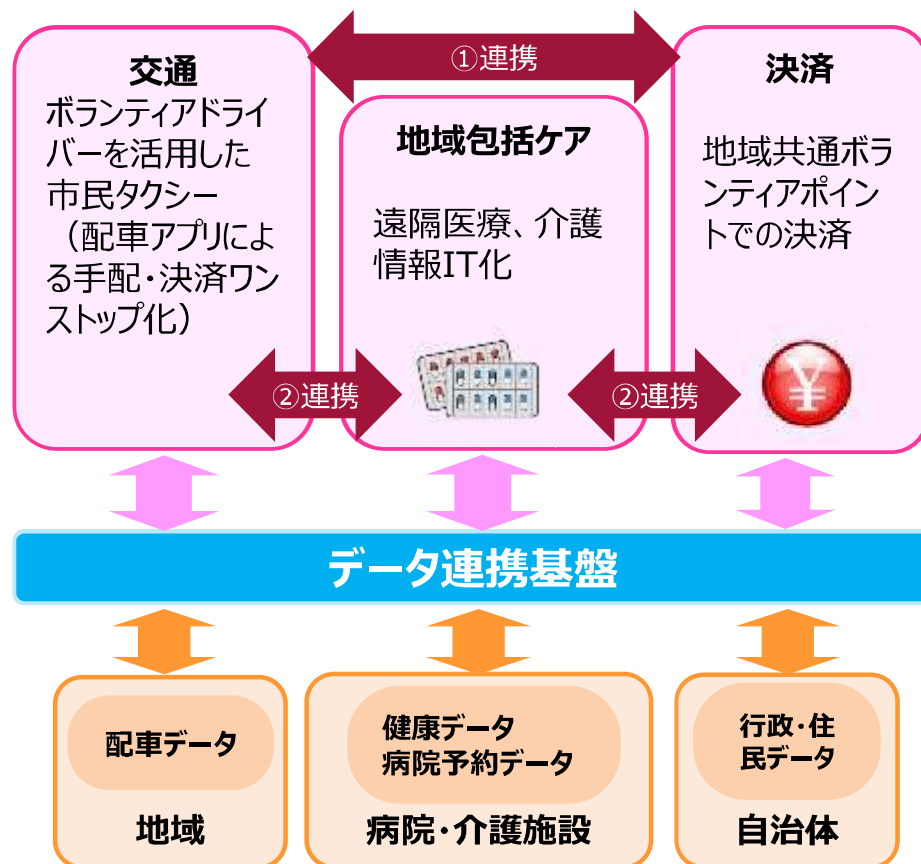 ①連携
交通
ボランティアドライ
バーを活用した
市民タクシー
（配車アプリによ
る手配・決済ワン
ストップ化）
地域包括ケア
遠隔医療、介護
情報IT化
決済
地域共通ボラ
ンティアポイン
トでの決済
②連携
②連携
¥
データ連携基盤
配車データ
地域
健康データ
病院予約データ
病院・介護施設
行政・住
民データ
自治体